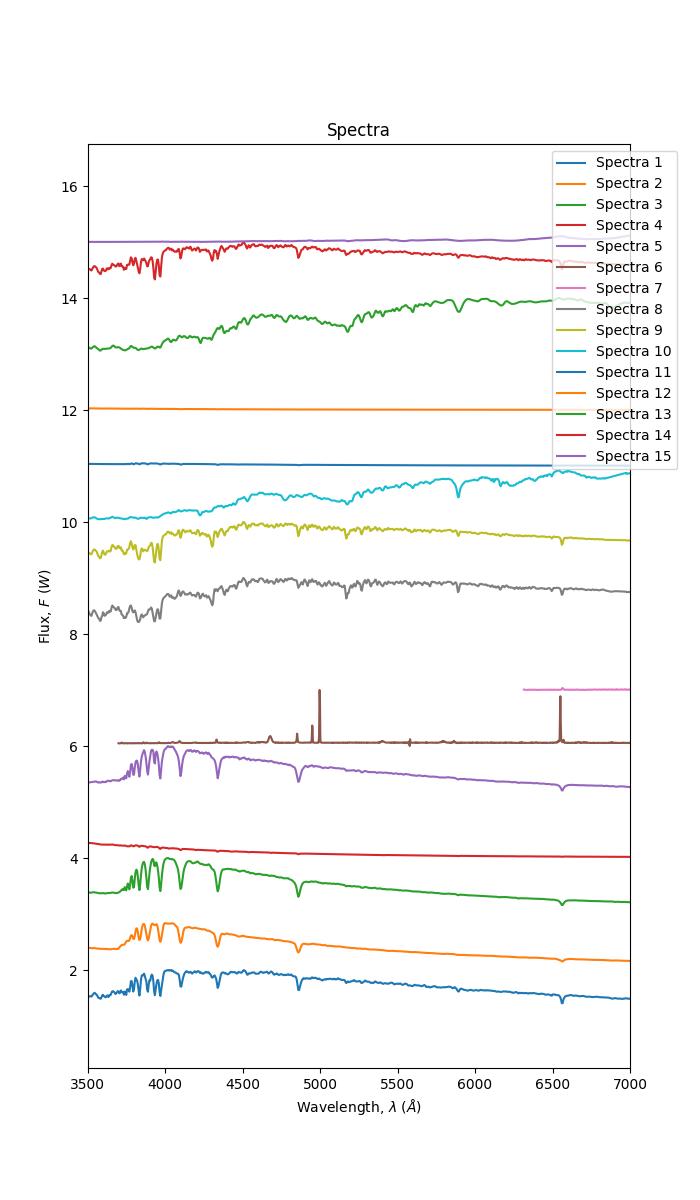 Spectra
Spectra 1
Spectra 2
Spectra 3
Spectra 4
Spectra 5
Spectra 6
Spectra 7
Spectra 8
Spectra 9
Spectra 10
Spectra 11
Spectra 12
Spectra 13
Spectra 14
Spectra 15
16
14
12
10
8
6
4
2
Flux, F (W)
3500 4000 4500 5000 5500 6000 6500 7000
Wavelength, λ (Å)